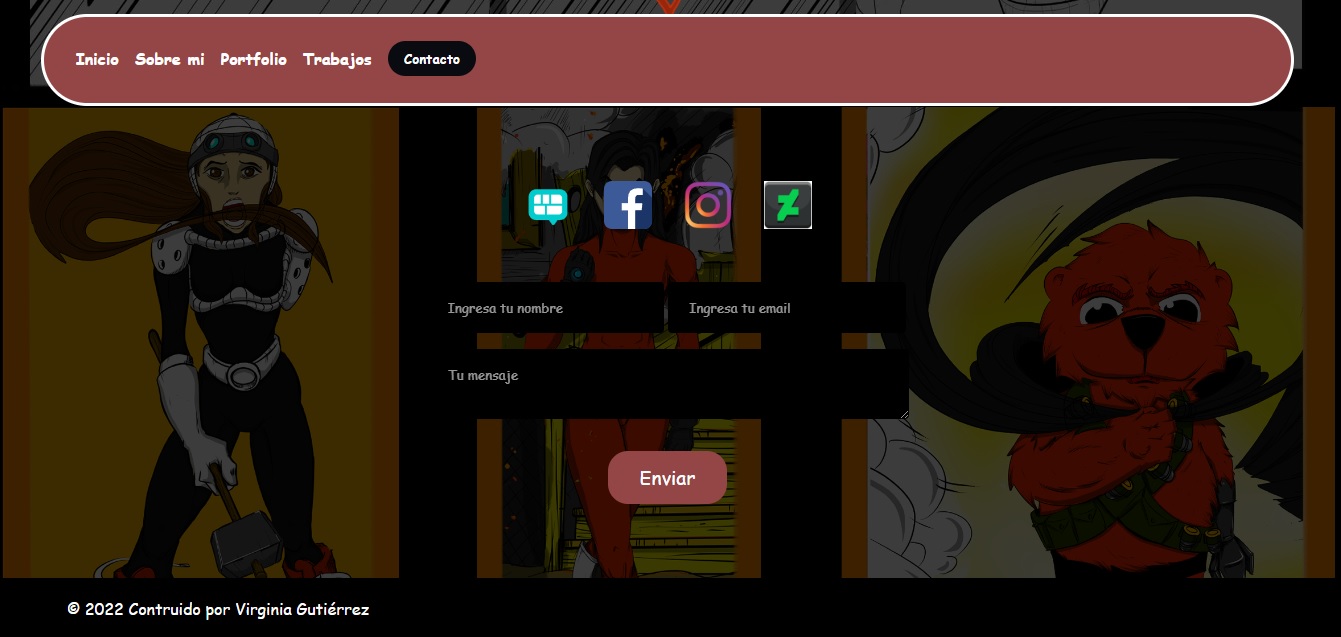 Inicio Sobre mi Portfolio Trabajos Contacto
Ingresa tu nombre Ingresa tu email
Tu mensaje
Enviar
© 2022 Contruido por Virginia Gutiérrez